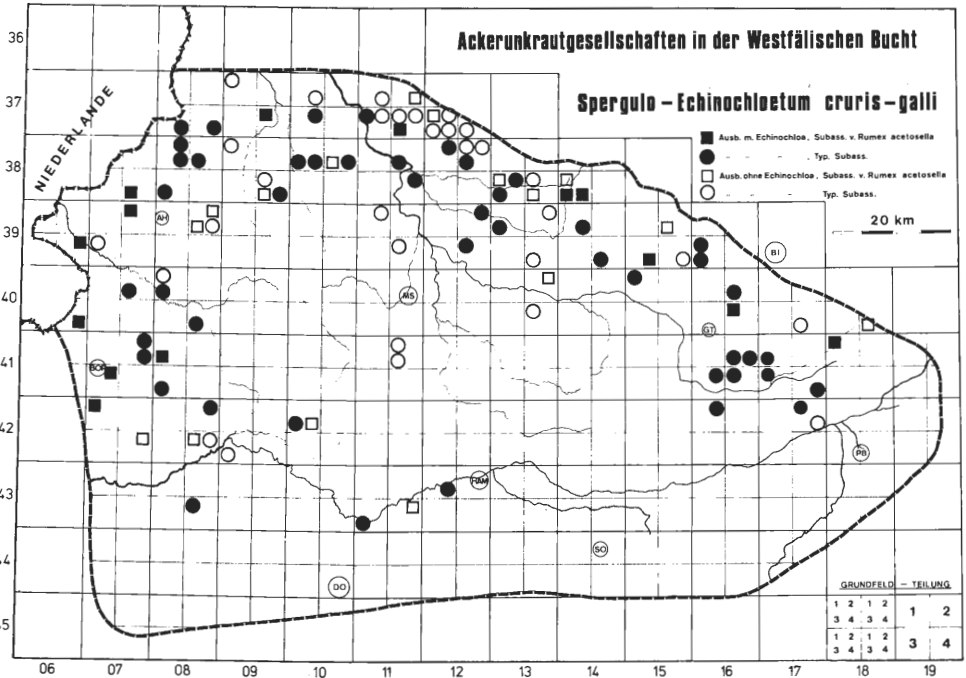 Ackerunkrautgesellschaften in der Westfälischen Bucht
Spergulo – Echinochloetum cruris – galli
Ausb. m. Echinochloa, Subass. v. Rumex acetosella
- - - . Typ. Subass.
Ausb. ohne Echinochloa, Subass. v. Rumex acetosella
- - - Typ. Subass.
20 km
NIEDERLANDE
36
37
38
39
40
41
42
43
44
45
AH
BI
MS
GT
BOR
PB
HAM
SO
DO
GRUNDFELD – TEILUNG
1 2 1 2
3 4 3 4
1 2 1 2
3 4 3 4
1 2
3 4
06 07 08 09 10 11 12 13 14 15 16 17 18 19